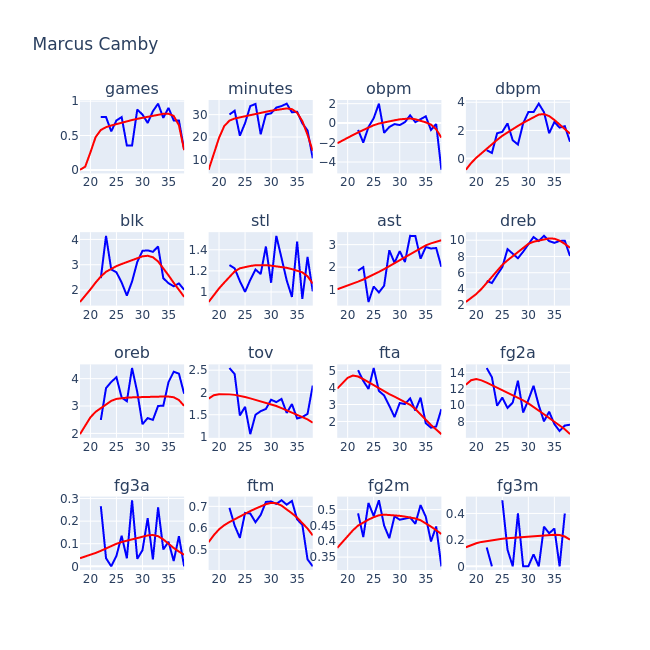 Marcus Camby
games minutes obpm dbpm
1 0.5 0 30 20 10 2 0 −2 −4 4 2 0
20 25 30 35 20 25 30 35 20 25 30 35 20 25 30 35
blk stl ast dreb
4 3 2 1.4 1.2 1 3 2 1 10 8 6 4 2
20 25 30 35 20 25 30 35 20 25 30 35 20 25 30 35
oreb tov fta fg2a
4 3 2 2.5 2 1.5 1 5 4 3 2 14 12 10 8
20 25 30 35 20 25 30 35 20 25 30 35 20 25 30 35
fg3a ftm fg2m fg3m
0.3 0.2 0.1 0 0.7 0.6 0.5 0.5 0.45 0.4 0.35 0.4 0.2 0
20 25 30 35 20 25 30 35 20 25 30 35 20 25 30 35